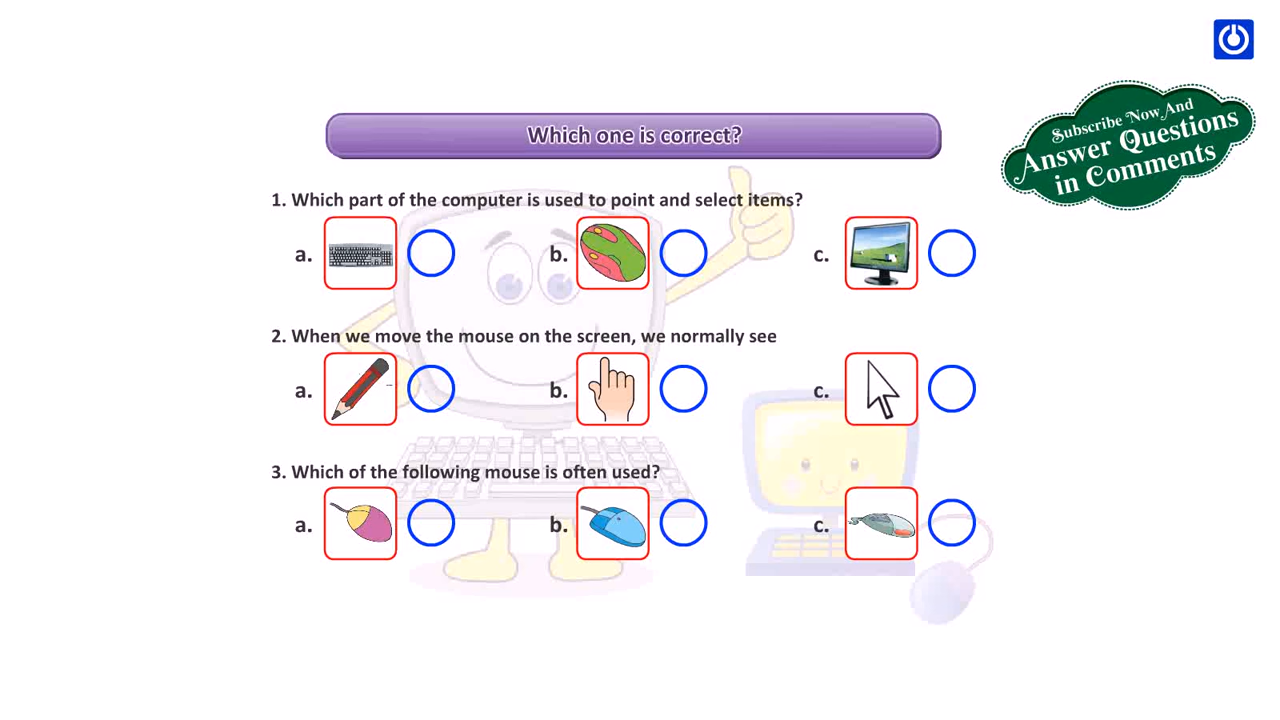 Which one is correct?
Subscribe Now And
Answer Questions
in Comments
1. Which part of the computer is used to point and select items?
a. b. c.
2. When we move the mouse on the screen, we normally see
a. b. c.
3. Which of the following mouse is often used?
a. b. c.